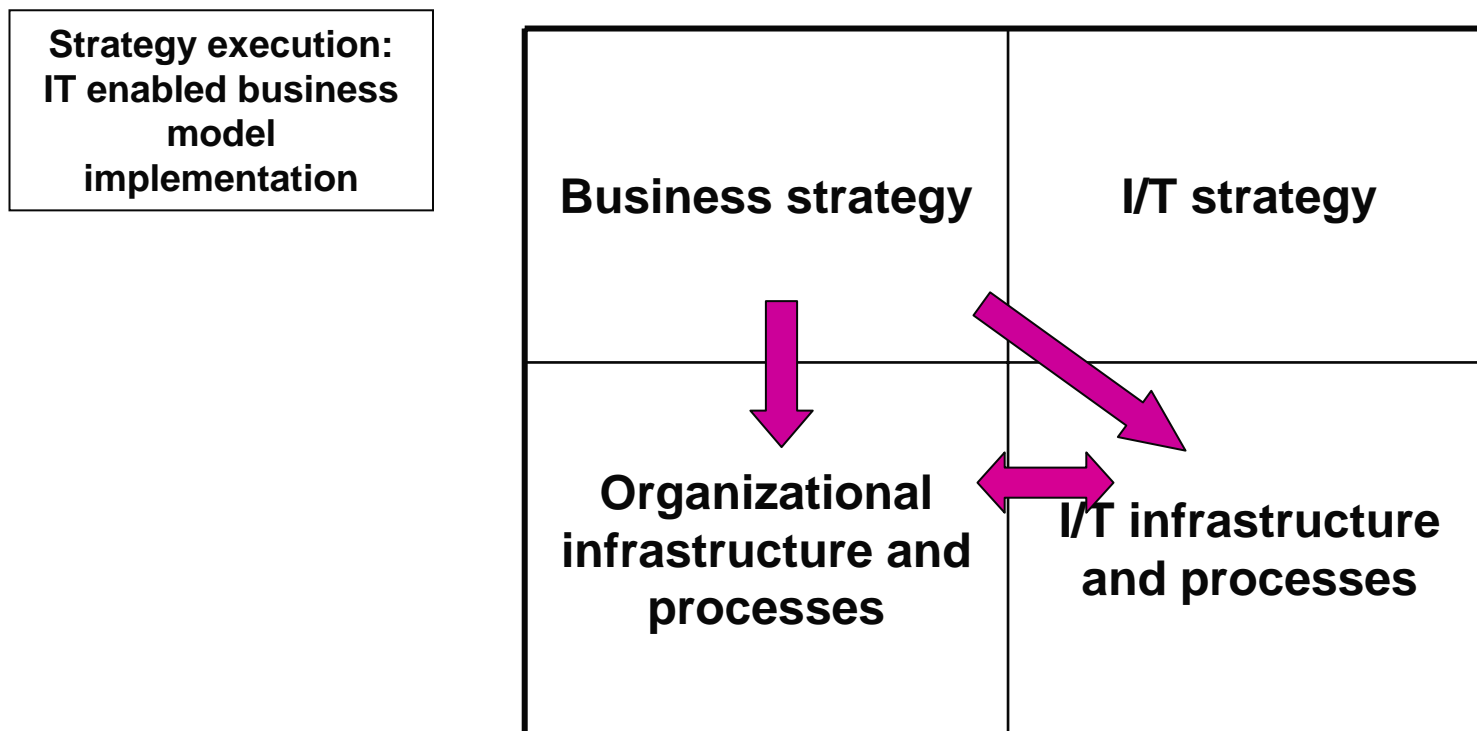 Strategy execution:
IT enabled business
model
implementation
Business strategy
I/T strategy
Organizational
infrastructure and
processes
I/T infrastructure
and processes